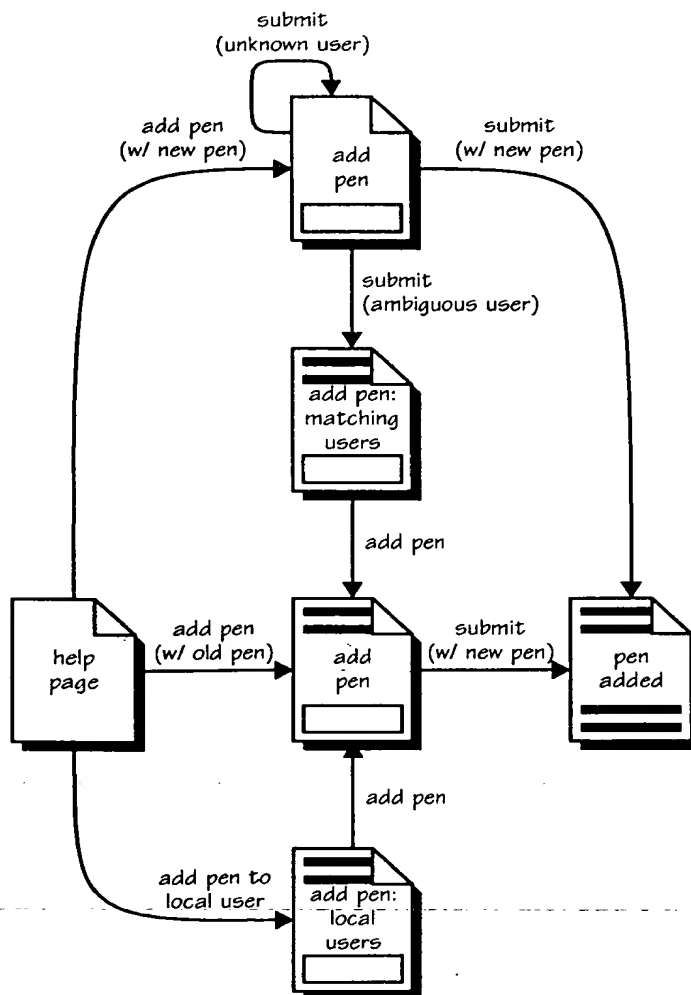 submit
(unknown user)
add pen
(w/ new pen)
add
pen
submit
(w/ new pen)
submit
(ambiguous user)
add pen:
matching
users
add pen
help
page
add pen
(w/ old pen)
add
pen
submit
(w/ new pen)
pen
added
add pen
add pen to
local user
add pen:
local
users